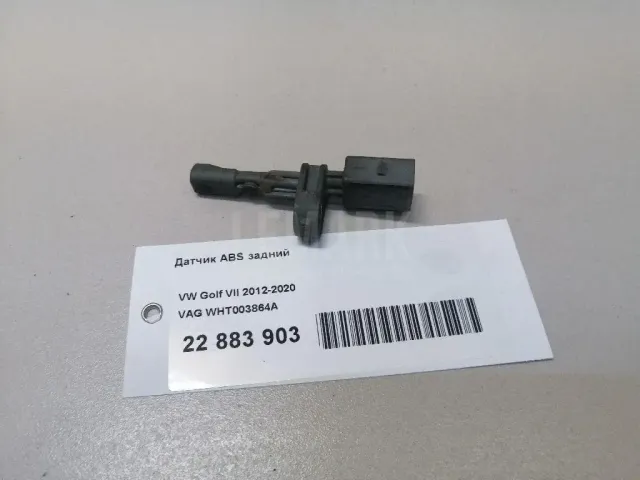 Датчик ABS задний
VW Golf VII 2012-2020
VAG WHT003864A
22 883 903